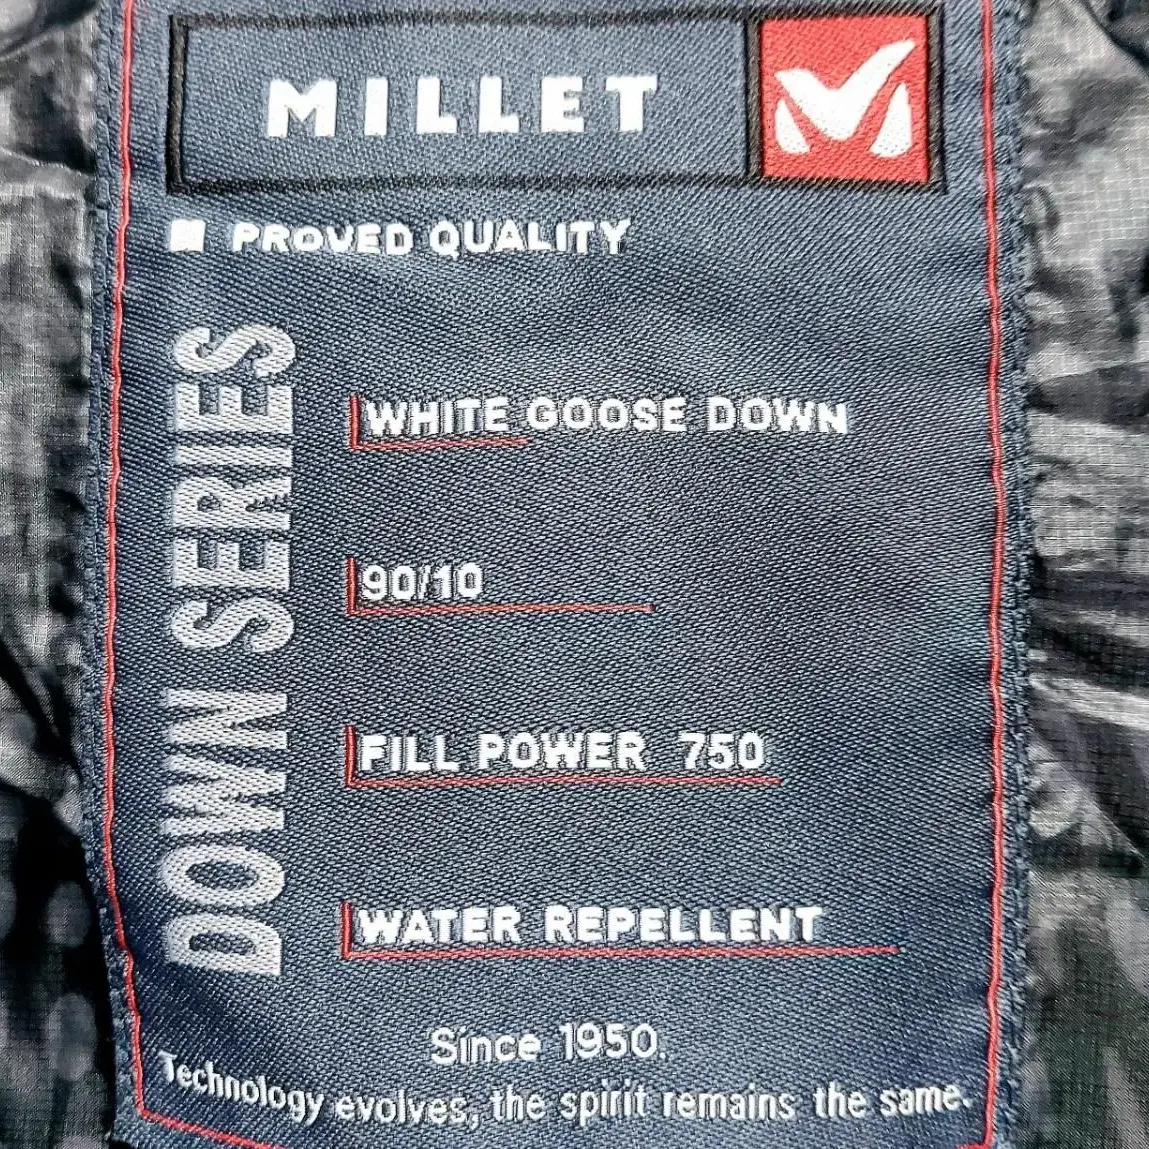 MILLET
PROVED QUALITY
DOWN SERIES
WHITE GOOSE DOWN
90/10
FILL POWER 750
WATER REPELLENT
Since 1950.
Technology evolves, the spirit remains the same.